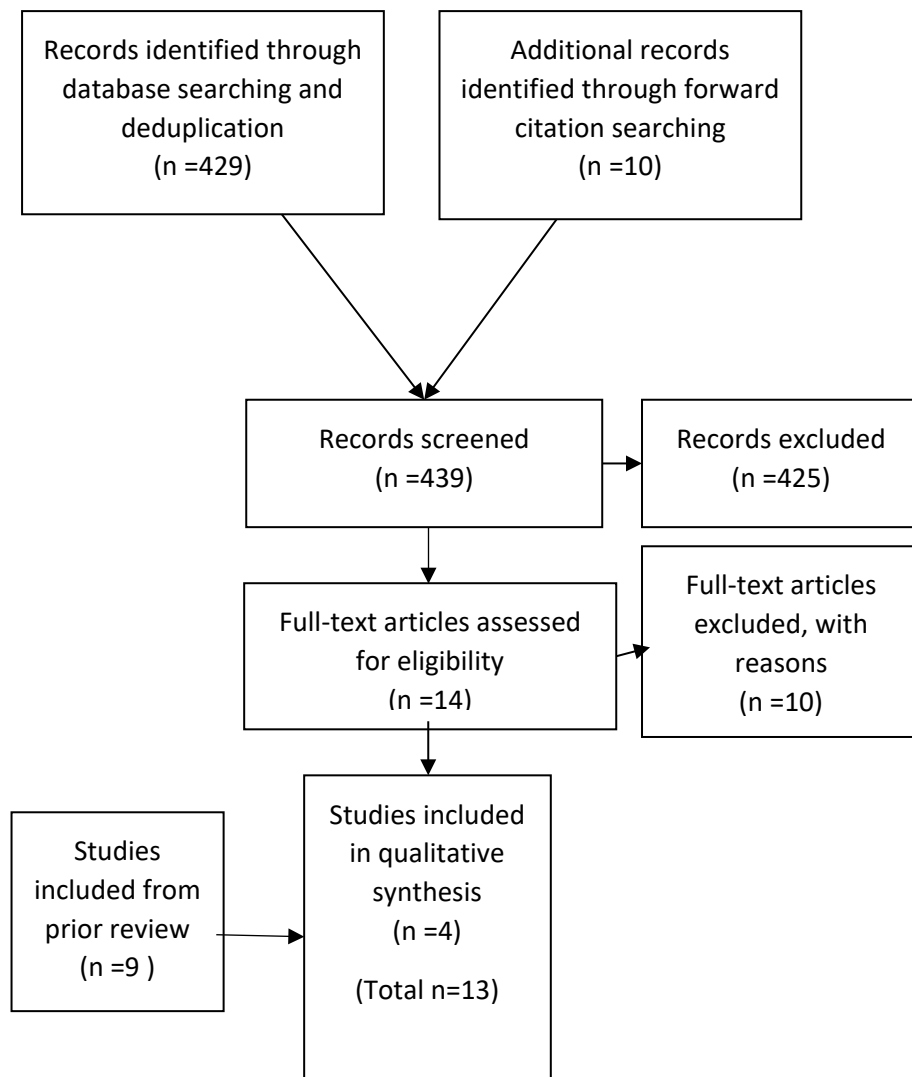 Records identified through
database searching and
deduplication
(n =429)
Additional records
identified through forward
citation searching
(n =10)
Records screened
(n =439)
Records excluded
(n =425)
Full-text articles assessed
for eligibility
(n =14)
Full-text articles
excluded, with
reasons
(n =10)
Studies
included from
prior review
(n =9 )
Studies included
in qualitative
synthesis
(n =4)
(Total n=13)